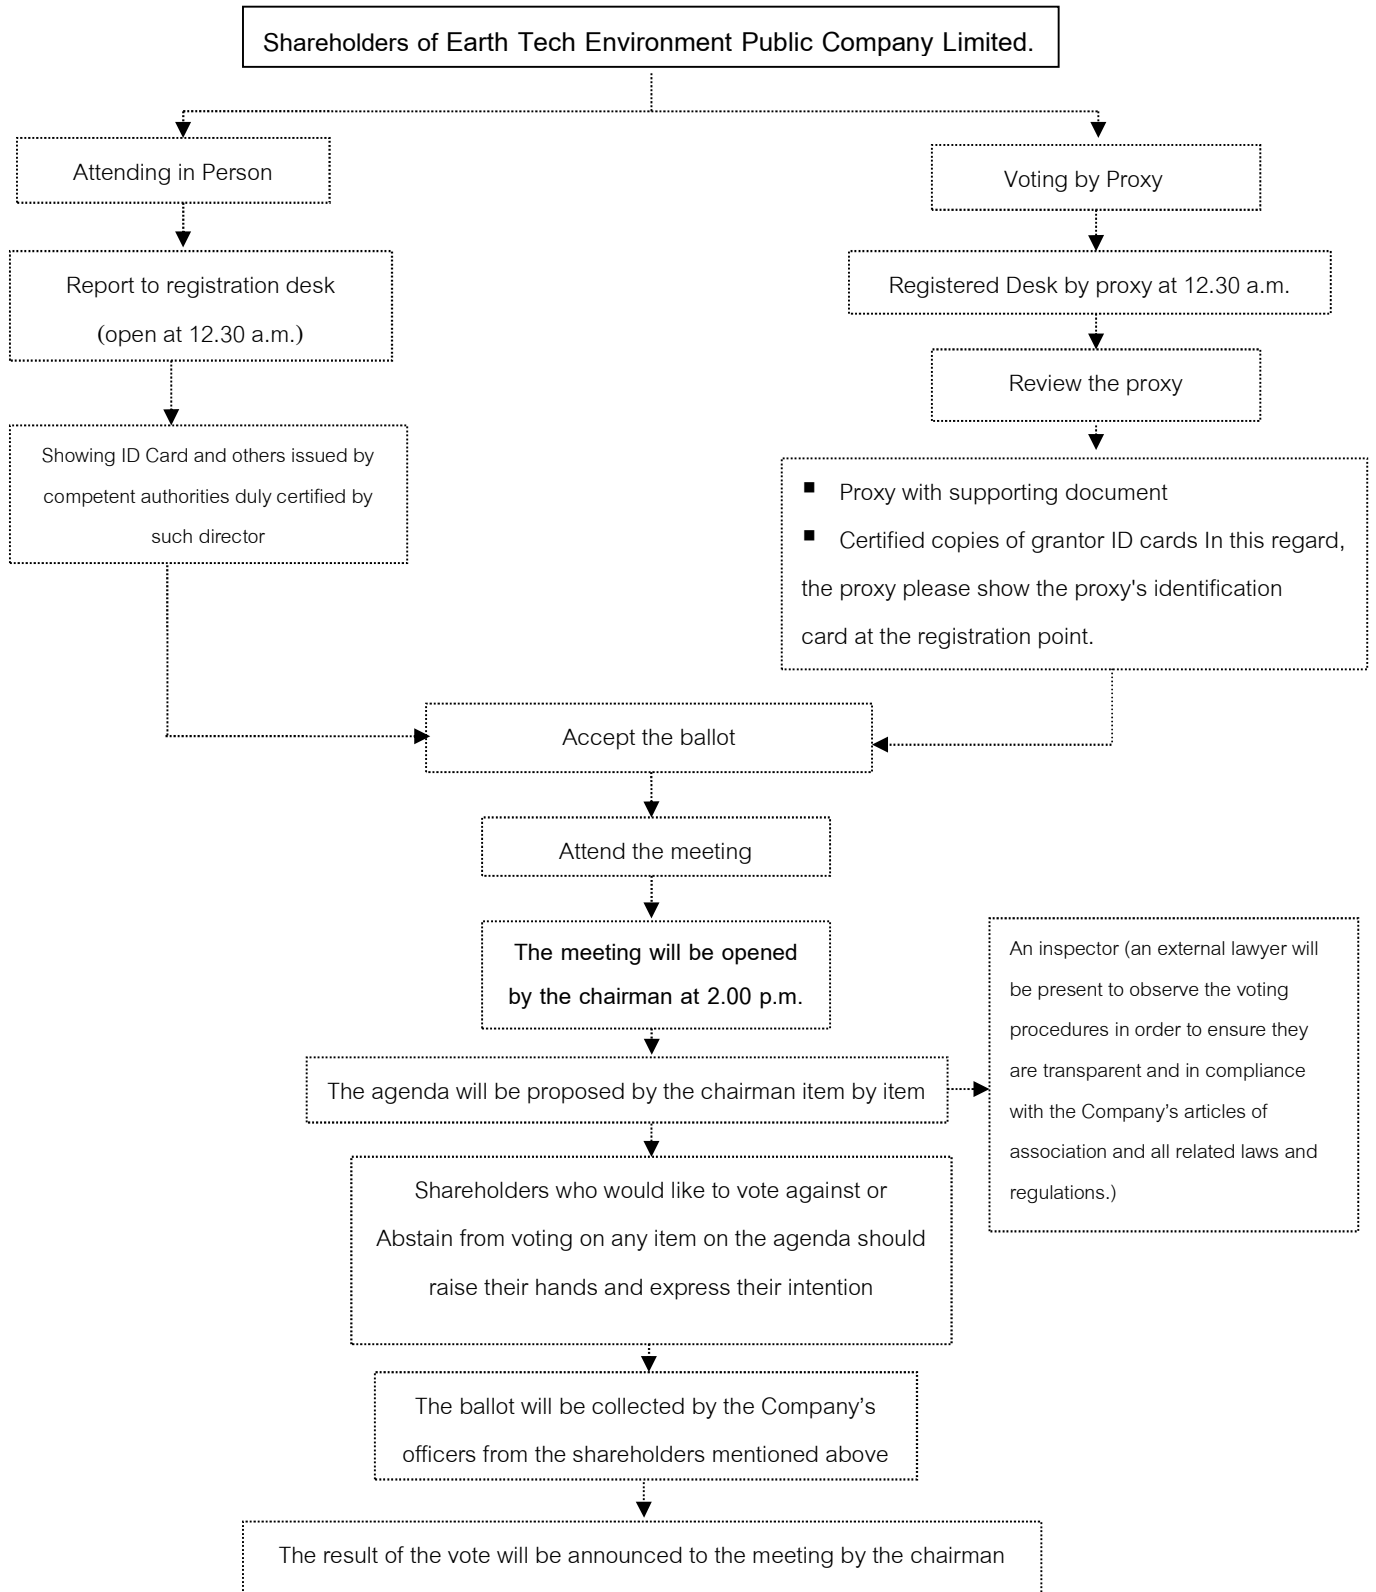 Shareholders of Earth Tech Environment Public Company Limited.
Attending in Person
Voting by Proxy
Report to registration desk
(open at 12.30 a.m.)
Registered Desk by proxy at 12.30 a.m.
Review the proxy
Showing ID Card and others issued by
competent authorities duly certified by
such director
▪ Proxy with supporting document
▪ Certified copies of grantor ID cards In this regard,
the proxy please show the proxy's identification
card at the registration point.
Accept the ballot
Attend the meeting
The meeting will be opened
by the chairman at 2.00 p.m.
An inspector (an external lawyer will
be present to observe the voting
procedures in order to ensure they
are transparent and in compliance
with the Company's articles of
association and all related laws and
regulations.)
The agenda will be proposed by the chairman item by item
Shareholders who would like to vote against or
Abstain from voting on any item on the agenda should
raise their hands and express their intention
The ballot will be collected by the Company's
officers from the shareholders mentioned above
The result of the vote will be announced to the meeting by the chairman